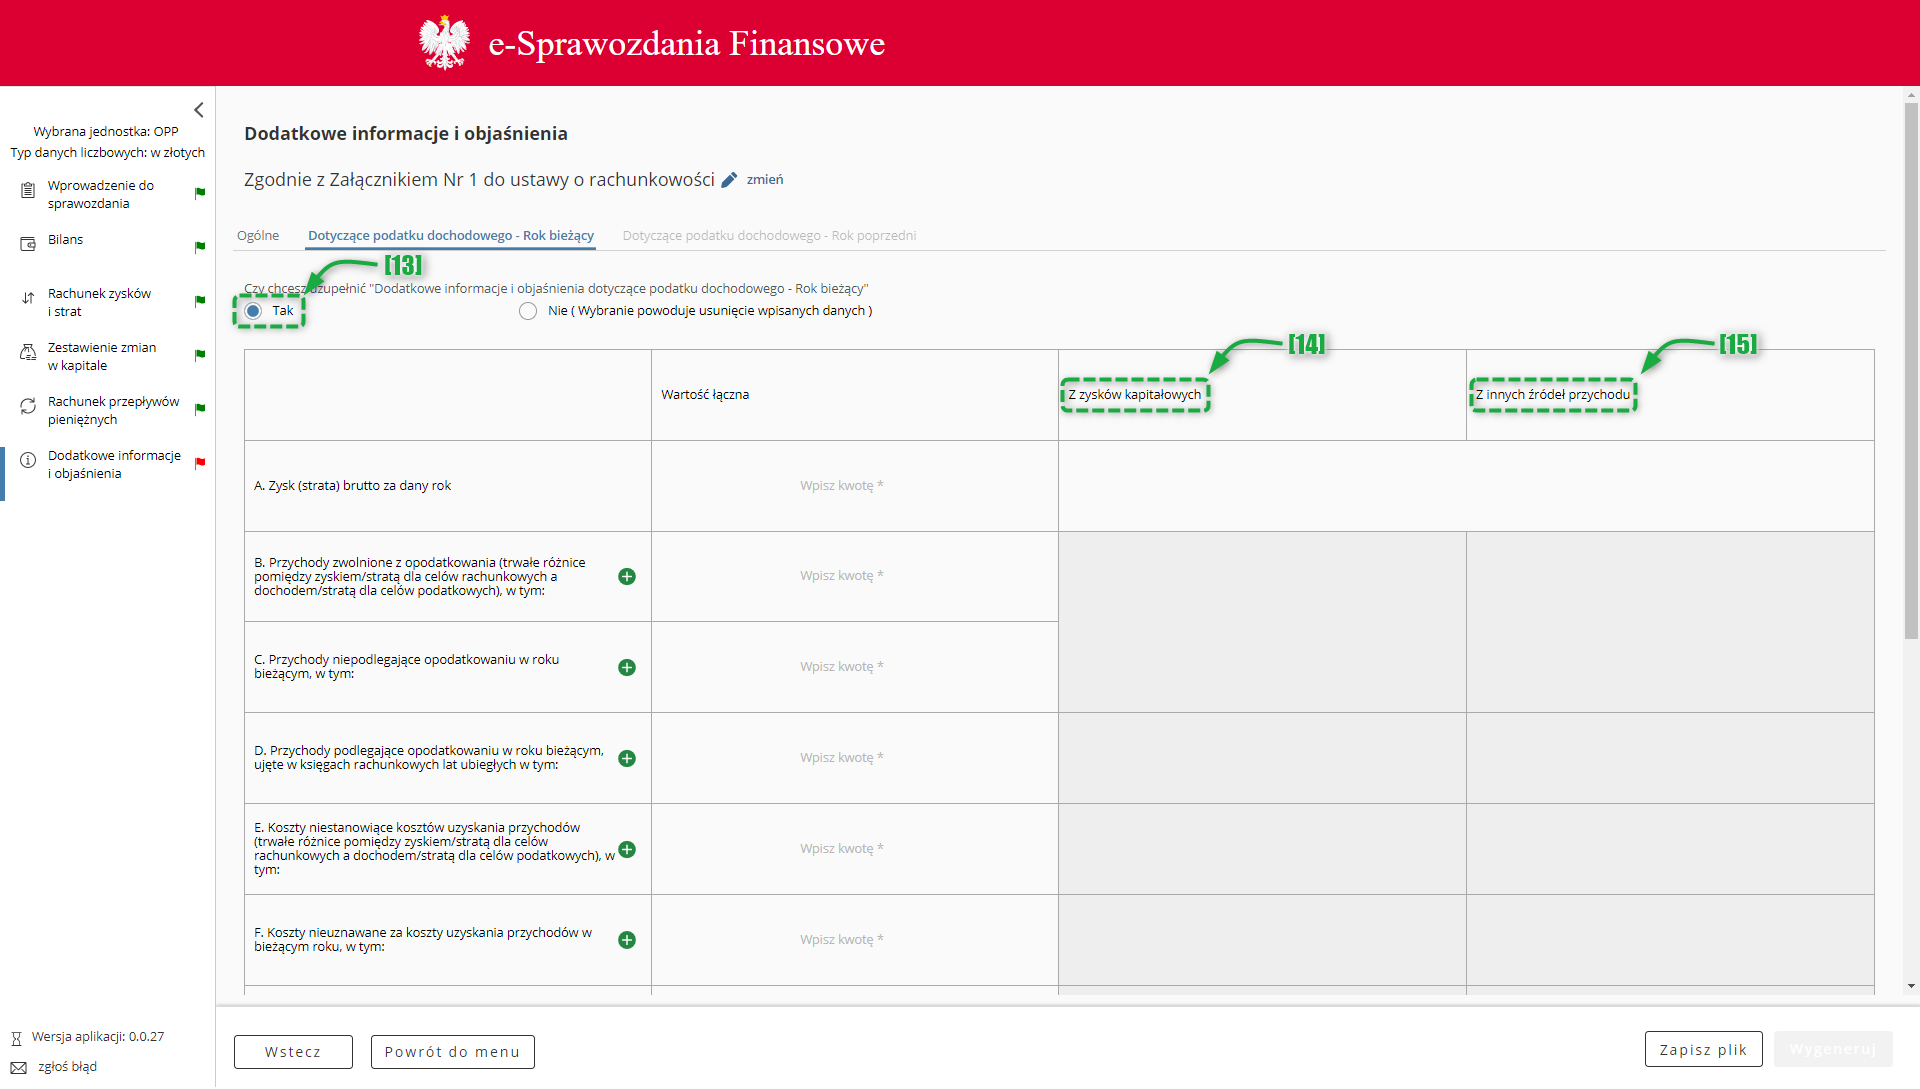 e-Sprawozdania Finansowe
Wybrana jednostka: OPP
Typ danych liczbowych: w złotych
Wprowadzenie do
sprawozdania
Bilans
Rachunek zysków
i strat
Zestawienie zmian
w kapitale
Rachunek przepływów
pieniężnych
Dodatkowe informacje
i objaśnienia
Wersja aplikacji: 0.0.27
zgłoś błąd
Dodatkowe informacje i objaśnienia
Zgodnie z Załącznikiem Nr 1 do ustawy o rachunkowości zmień
Ogólne Dotyczące podatku dochodowego - Rok bieżący Dotyczące podatku dochodowego - Rok poprzedni
[13]
Czy chcesz uzupełnić "Dodatkowe informacje i objaśnienia dotyczące podatku dochodowego - Rok bieżący"
Tak Nie ( Wybranie powoduje usunięcie wpisanych danych )
[14] [15]
Wartość łączna Z zysków kapitałowych Z innych źródeł przychodu
A. Zysk (strata) brutto za dany rok Wpisz kwotę *
B. Przychody zwolnione z opodatkowania (trwałe różnice
pomiędzy zyskiem/stratą dla celów rachunkowych a
dochodem/stratą dla celów podatkowych), w tym:
Wpisz kwotę *
C. Przychody niepodlegające opodatkowaniu w roku
bieżącym, w tym:
Wpisz kwotę *
D. Przychody podlegające opodatkowaniu w roku bieżącym,
ujęte w księgach rachunkowych lat ubiegłych w tym:
Wpisz kwotę *
E. Koszty niestanowiące kosztów uzyskania przychodów
(trwałe różnice pomiędzy zyskiem/stratą dla celów
rachunkowych a dochodem/stratą dla celów podatkowych), w
tym:
Wpisz kwotę *
F. Koszty nieuznawane za koszty uzyskania przychodów w
bieżącym roku, w tym:
Wpisz kwotę *
Wstecz Powrót do menu Zapisz plik Wygeneruj